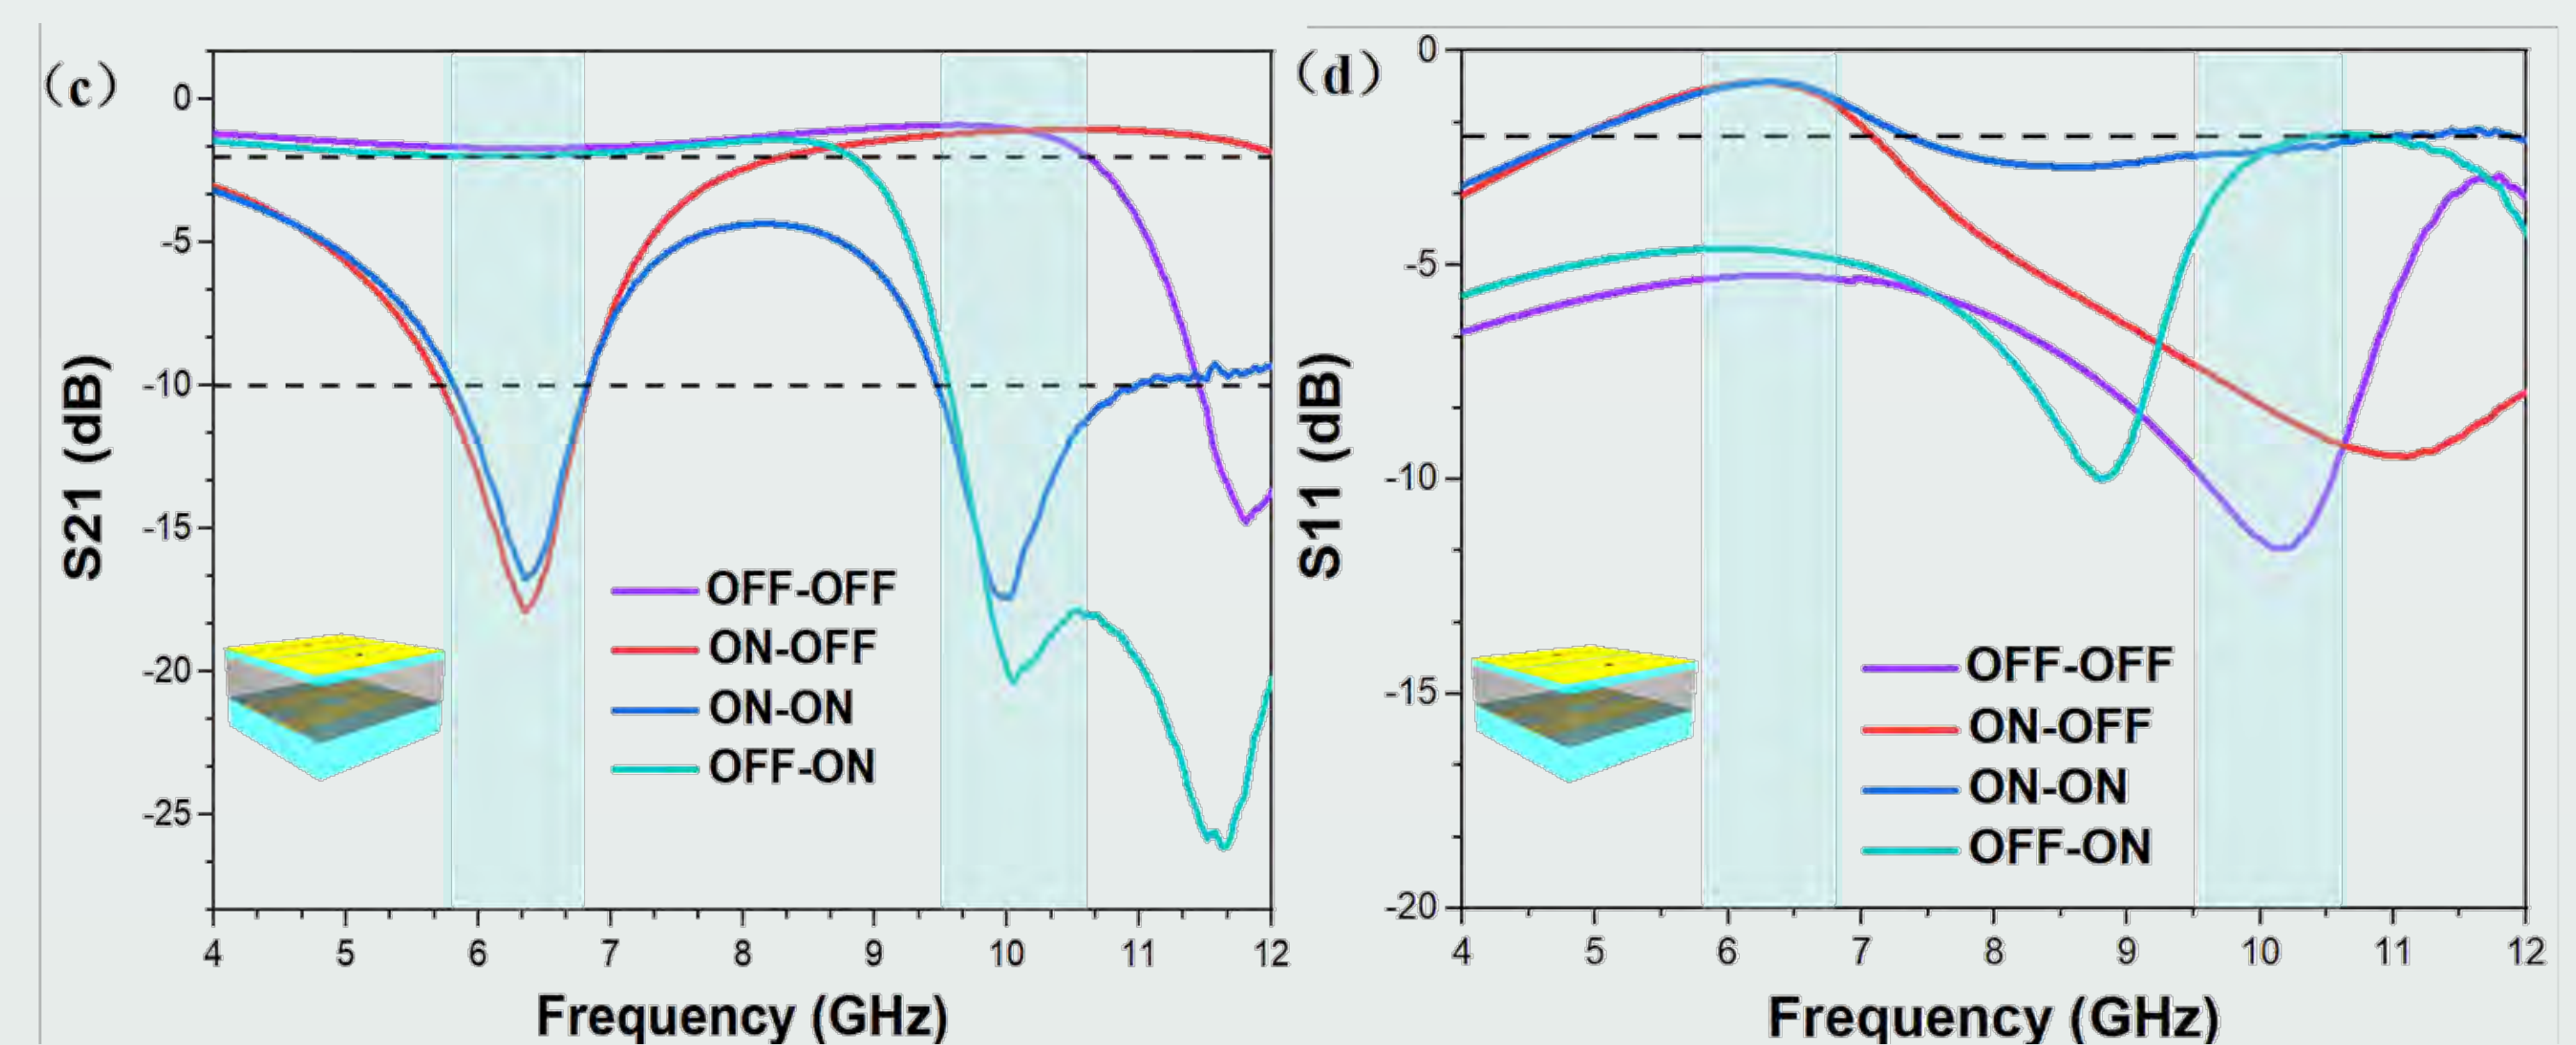 (c)
S21 (dB)
0
-5
-10
-15
-20
-25
OFF-OFF
ON-OFF
ON-ON
OFF-ON
4 5 6 7 8 9 10 11 12
Frequency (GHz)
(d)
S11 (dB)
0
-5
-10
-15
-20
OFF-OFF
ON-OFF
ON-ON
OFF-ON
4 5 6 7 8 9 10 11 12
Frequency (GHz)